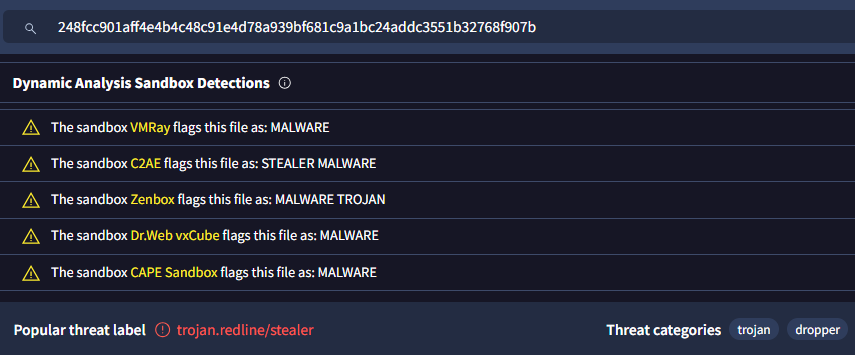 248fcc901aff4e4b4c48c91e4d78a939bf681c9a1bc24addc3551b32768f907b
Dynamic Analysis Sandbox Detections
The sandbox VMRay flags this file as: MALWARE
The sandbox C2AE flags this file as: STEALER MALWARE
The sandbox Zenbox flags this file as: MALWARE TROJAN
The sandbox Dr.Web vxCube flags this file as: MALWARE
The sandbox CAPE Sandbox flags this file as: MALWARE
Popular threat label trojan.redline/stealer Threat categories trojan dropper